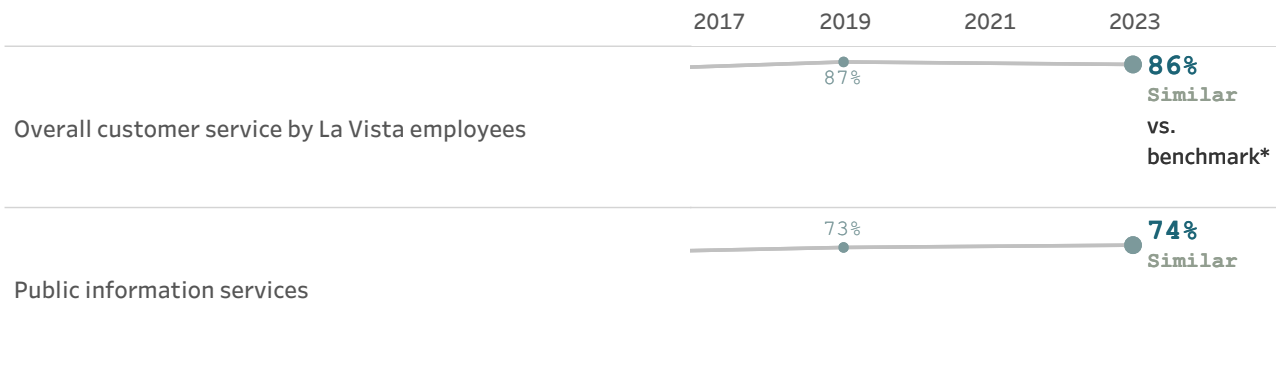 2017 2019 2021 2023
86%
87%
Similar
Overall customer service by La Vista employees
vs.
benchmark*
73%
74%
Similar
Public information services